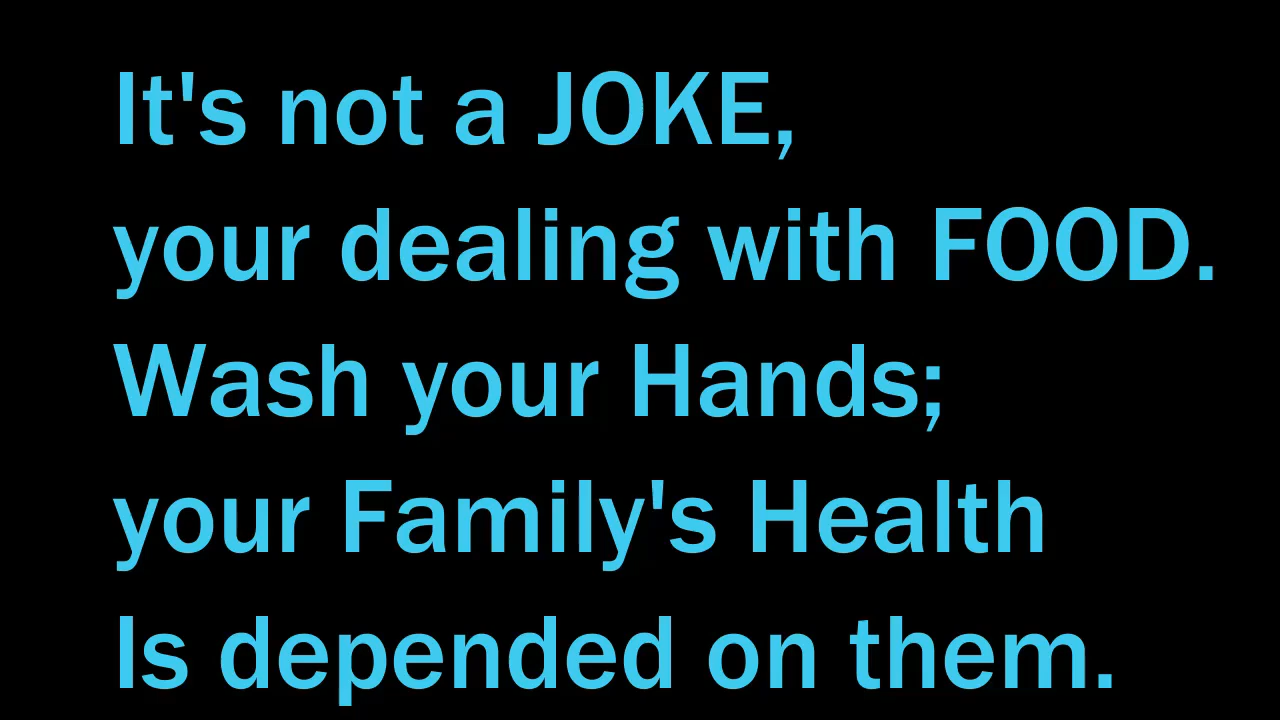 It's not a JOKE,
your dealing with FOOD.
Wash your Hands;
your Family's Health
Is depended on them.